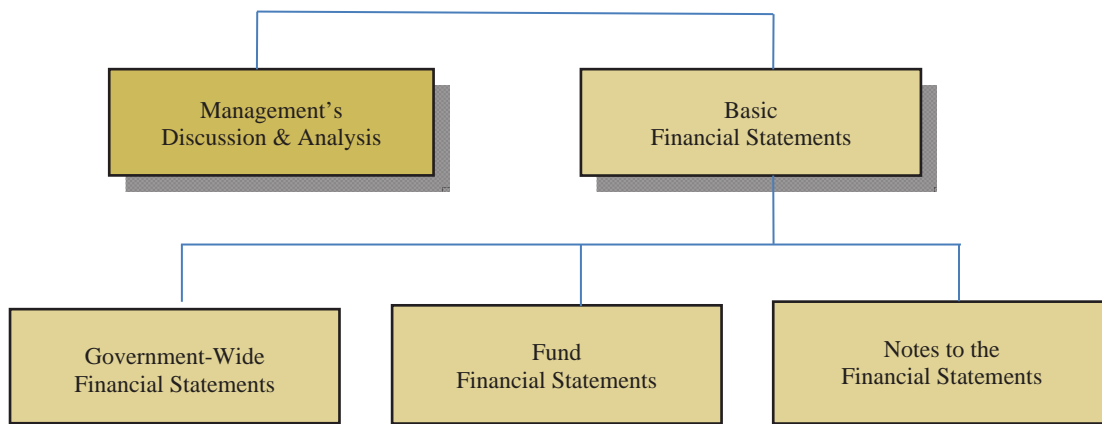 Management’s
Discussion & Analysis
Basic
Financial Statements
Government-Wide
Financial Statements
Fund
Financial Statements
Notes to the
Financial Statements